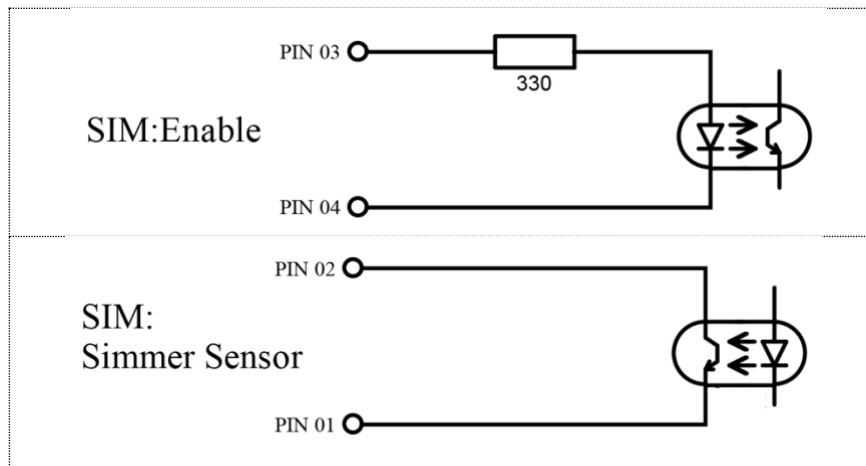 PIN 03
330
SIM:Enable
PIN 04
PIN 02
SIM:
Simmer Sensor
PIN 01